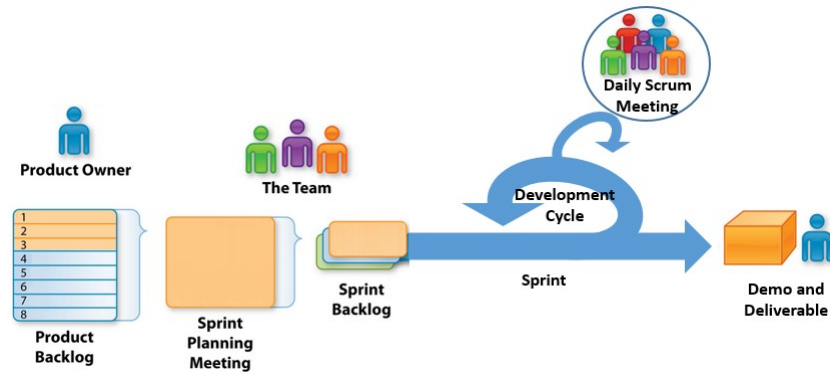 Daily Scrum
Meeting
Product Owner
The Team
Development
Cycle
1
2
3
4
5
6
7
8
Sprint
Product
Backlog
Sprint
Planning
Meeting
Sprint
Backlog
Demo and
Deliverable